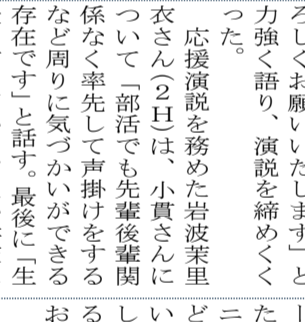 ろしくお願いいたします」と
力強く語り、演説を締めくく
った。
応援演説を務めた岩波茉里
衣さん(2H)は、小貫さんに
ついて「部活でも先輩後輩関
係なく率先して声掛けをする
など周りに気づかいができる
存在です」と話す。最後に「生